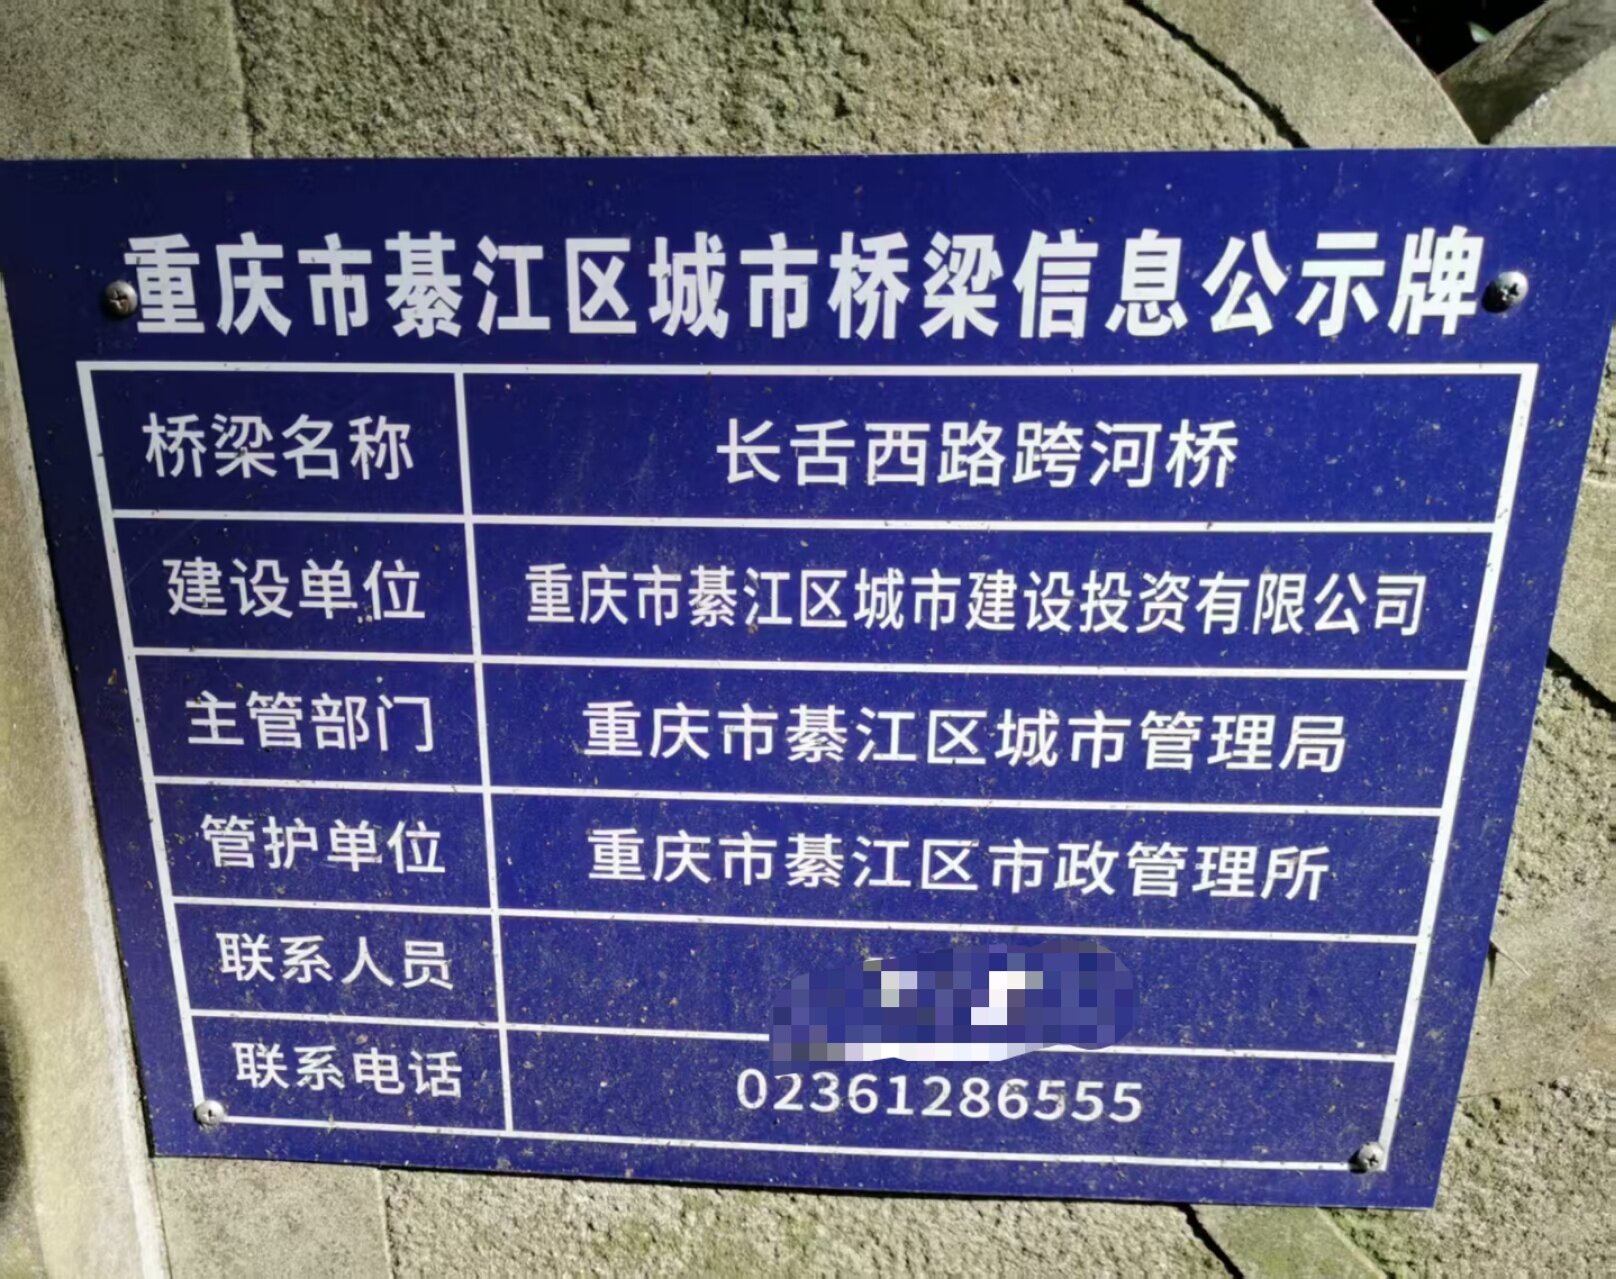 重庆市綦江区城市桥梁信息公示牌
桥梁名称 长舌西路跨河桥
建设单位 重庆市綦江区城市建设投资有限公司
主管部门 重庆市綦江区城市管理局
管护单位 重庆市綦江区市政管理所
联系人员
联系电话 02361286555